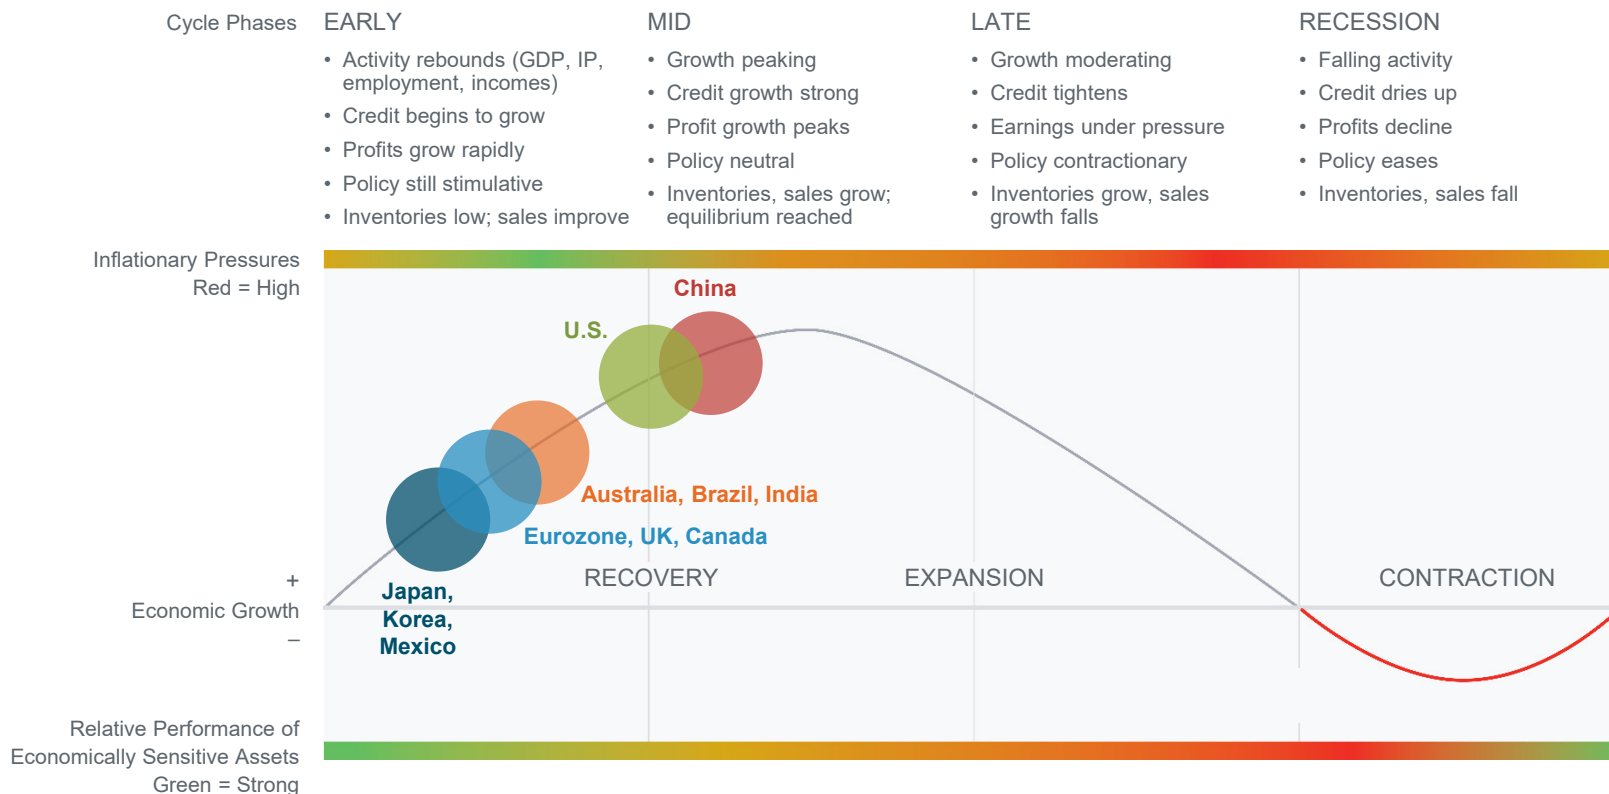 Cycle Phases
EARLY
• Activity rebounds (GDP, IP,
employment, incomes)
• Credit begins to grow
• Profits grow rapidly
• Policy still stimulative
• Inventories low; sales improve
MID
• Growth peaking
• Credit growth strong
• Profit growth peaks
• Policy neutral
• Inventories, sales grow;
equilibrium reached
LATE
• Growth moderating
• Credit tightens
• Earnings under pressure
• Policy contractionary
• Inventories grow, sales
growth falls
RECESSION
• Falling activity
• Credit dries up
• Profits decline
• Policy eases
• Inventories, sales fall
Inflationary Pressures
Red = High
China
U.S.
Australia, Brazil, India
Eurozone, UK, Canada
Japan,
Korea,
Mexico
RECOVERY
EXPANSION
CONTRACTION
+
Economic Growth
–
Relative Performance of
Economically Sensitive Assets
Green = Strong